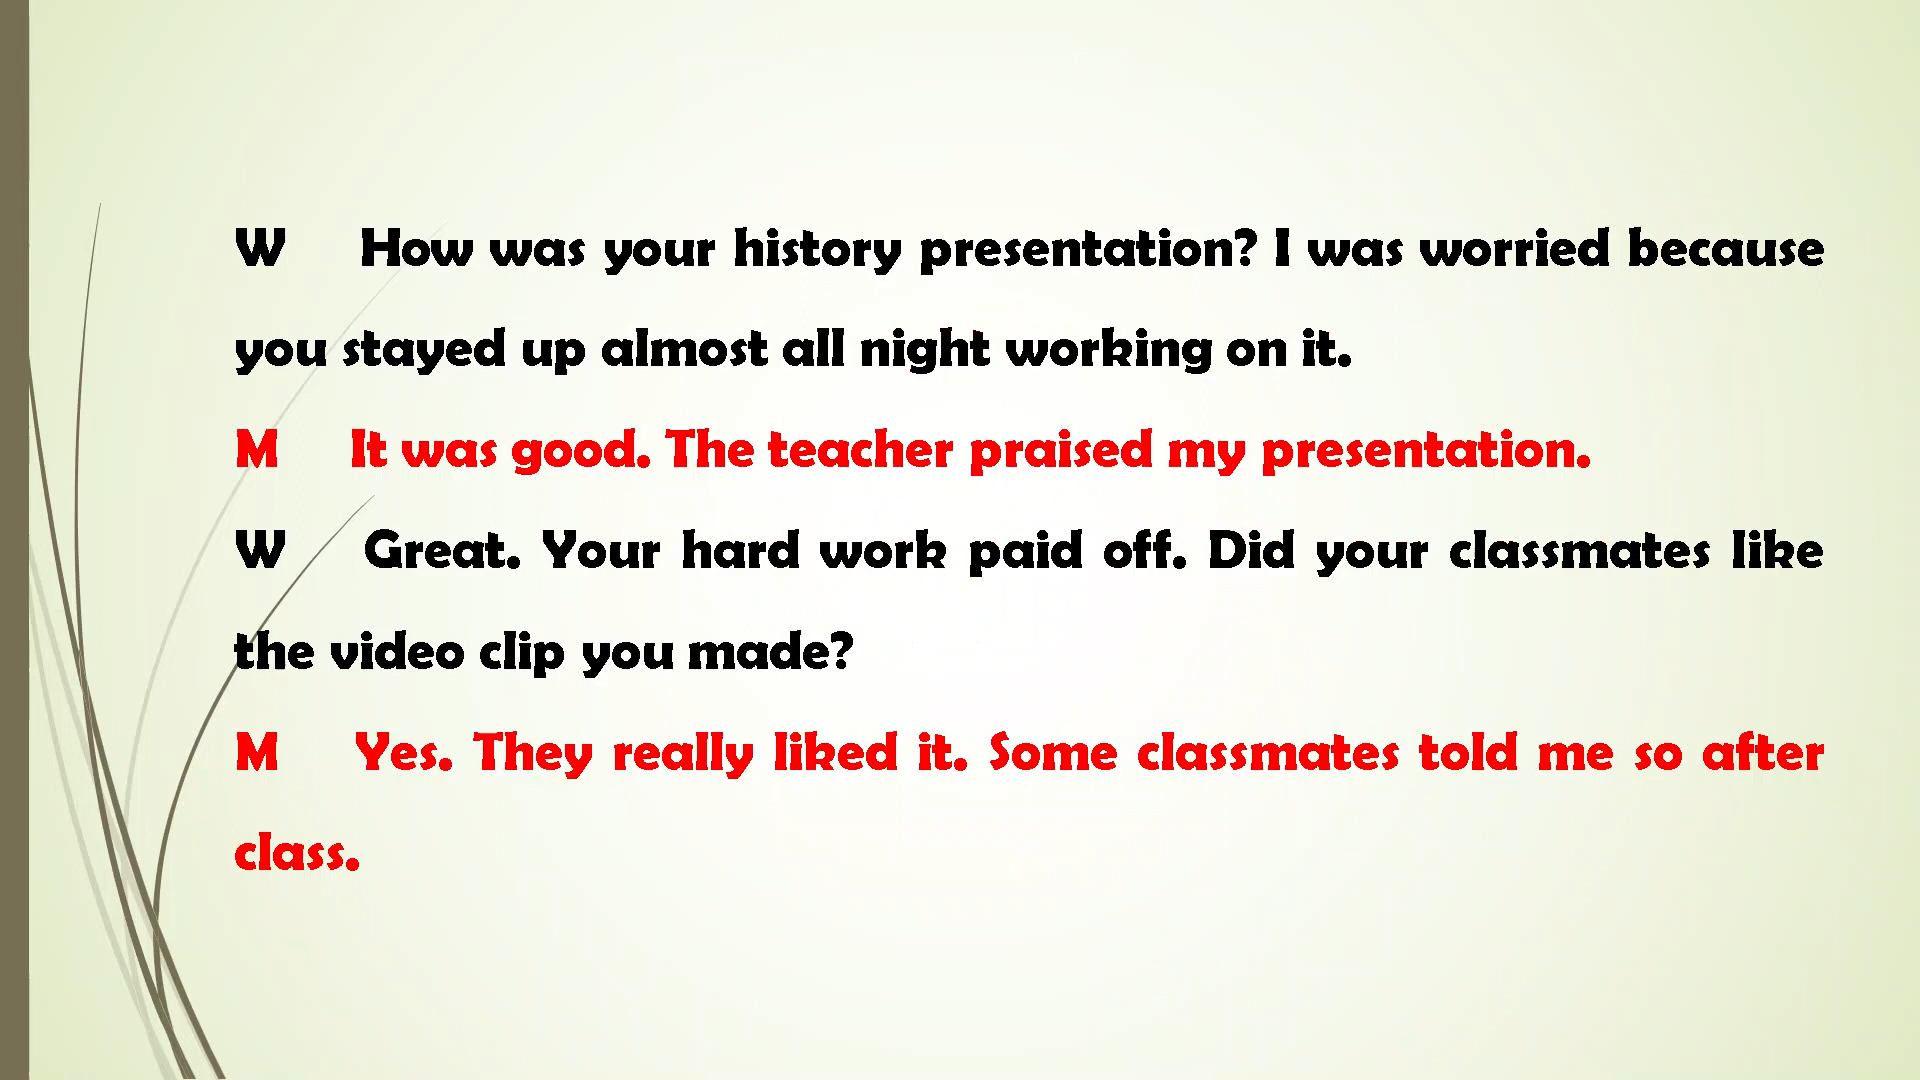 W How was your history presentation? I was worried because
you stayed up almost all night working on it.
M It was good. The teacher praised my presentation.
W Great. Your hard work paid off. Did your classmates like
the video clip you made?
M Yes. They really liked it. Some classmates told me so after
class.